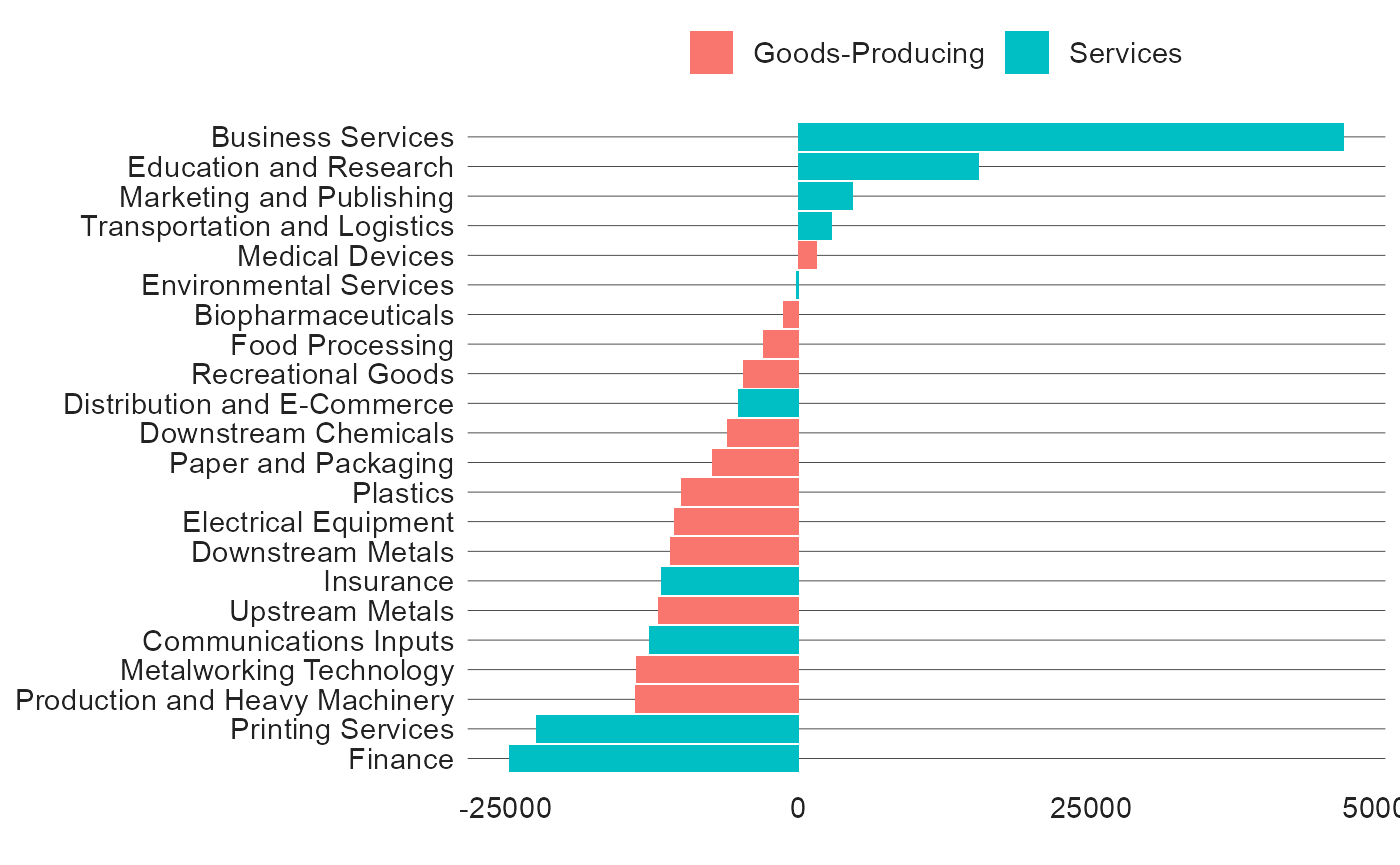 Goods-Producing Services
Business Services
Education and Research
Marketing and Publishing
Transportation and Logistics
Medical Devices
Environmental Services
Biopharmaceuticals
Food Processing
Recreational Goods
Distribution and E-Commerce
Downstream Chemicals
Paper and Packaging
Plastics
Electrical Equipment
Downstream Metals
Insurance
Upstream Metals
Communications Inputs
Metalworking Technology
Production and Heavy Machinery
Printing Services
Finance
-25000 0 25000